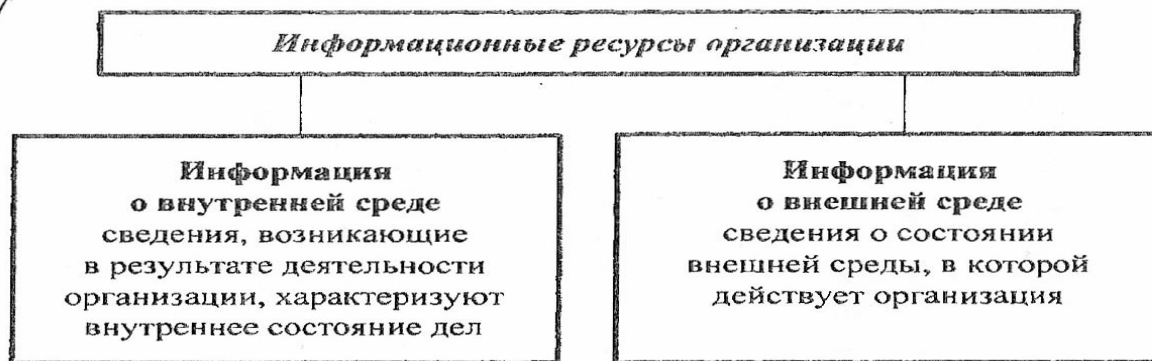 Информационные ресурсы организации
Информация
о внутренней среде
сведения, возникающие
в результате деятельности
организации, характеризуют
внутреннее состояние дел
Информация
о внешней среде
сведения о состоянии
внешней среды, в которой
действует организация